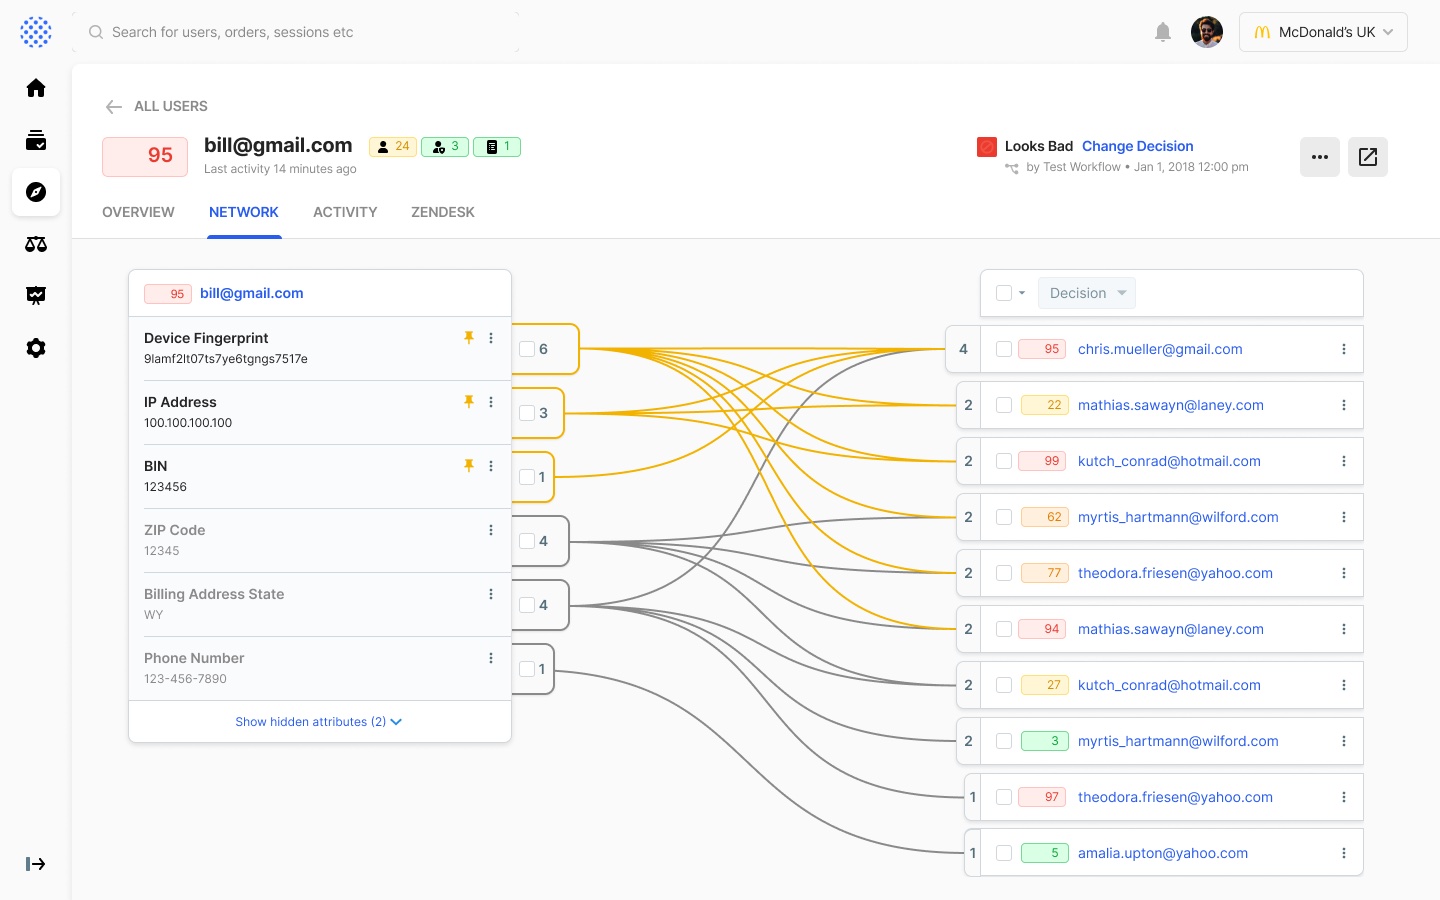 Search for users, orders, sessions etc
McDonald's UK
ALL USERS
95
bill@gmail.com
24
3
1
Last activity 14 minutes ago
Looks Bad Change Decision
by Test Workflow • Jan 1, 2018 12:00 pm
OVERVIEW
NETWORK
ACTIVITY
ZENDESK
95 bill@gmail.com
Device Fingerprint
9lamf2lt07ts7ye6tgngs7517e
6
IP Address
100.100.100.100
3
BIN
123456
1
ZIP Code
12345
4
Billing Address State
WY
4
Phone Number
123-456-7890
1
Show hidden attributes (2)
Decision
4 95 chris.mueller@gmail.com
2 22 mathias.sawayn@laney.com
2 99 kutch_conrad@hotmail.com
2 62 myrtis_hartmann@wilford.com
2 77 theodora.friesen@yahoo.com
2 94 mathias.sawayn@laney.com
2 27 kutch_conrad@hotmail.com
2 3 myrtis_hartmann@wilford.com
1 97 theodora.friesen@yahoo.com
1 5 amalia.upton@yahoo.com